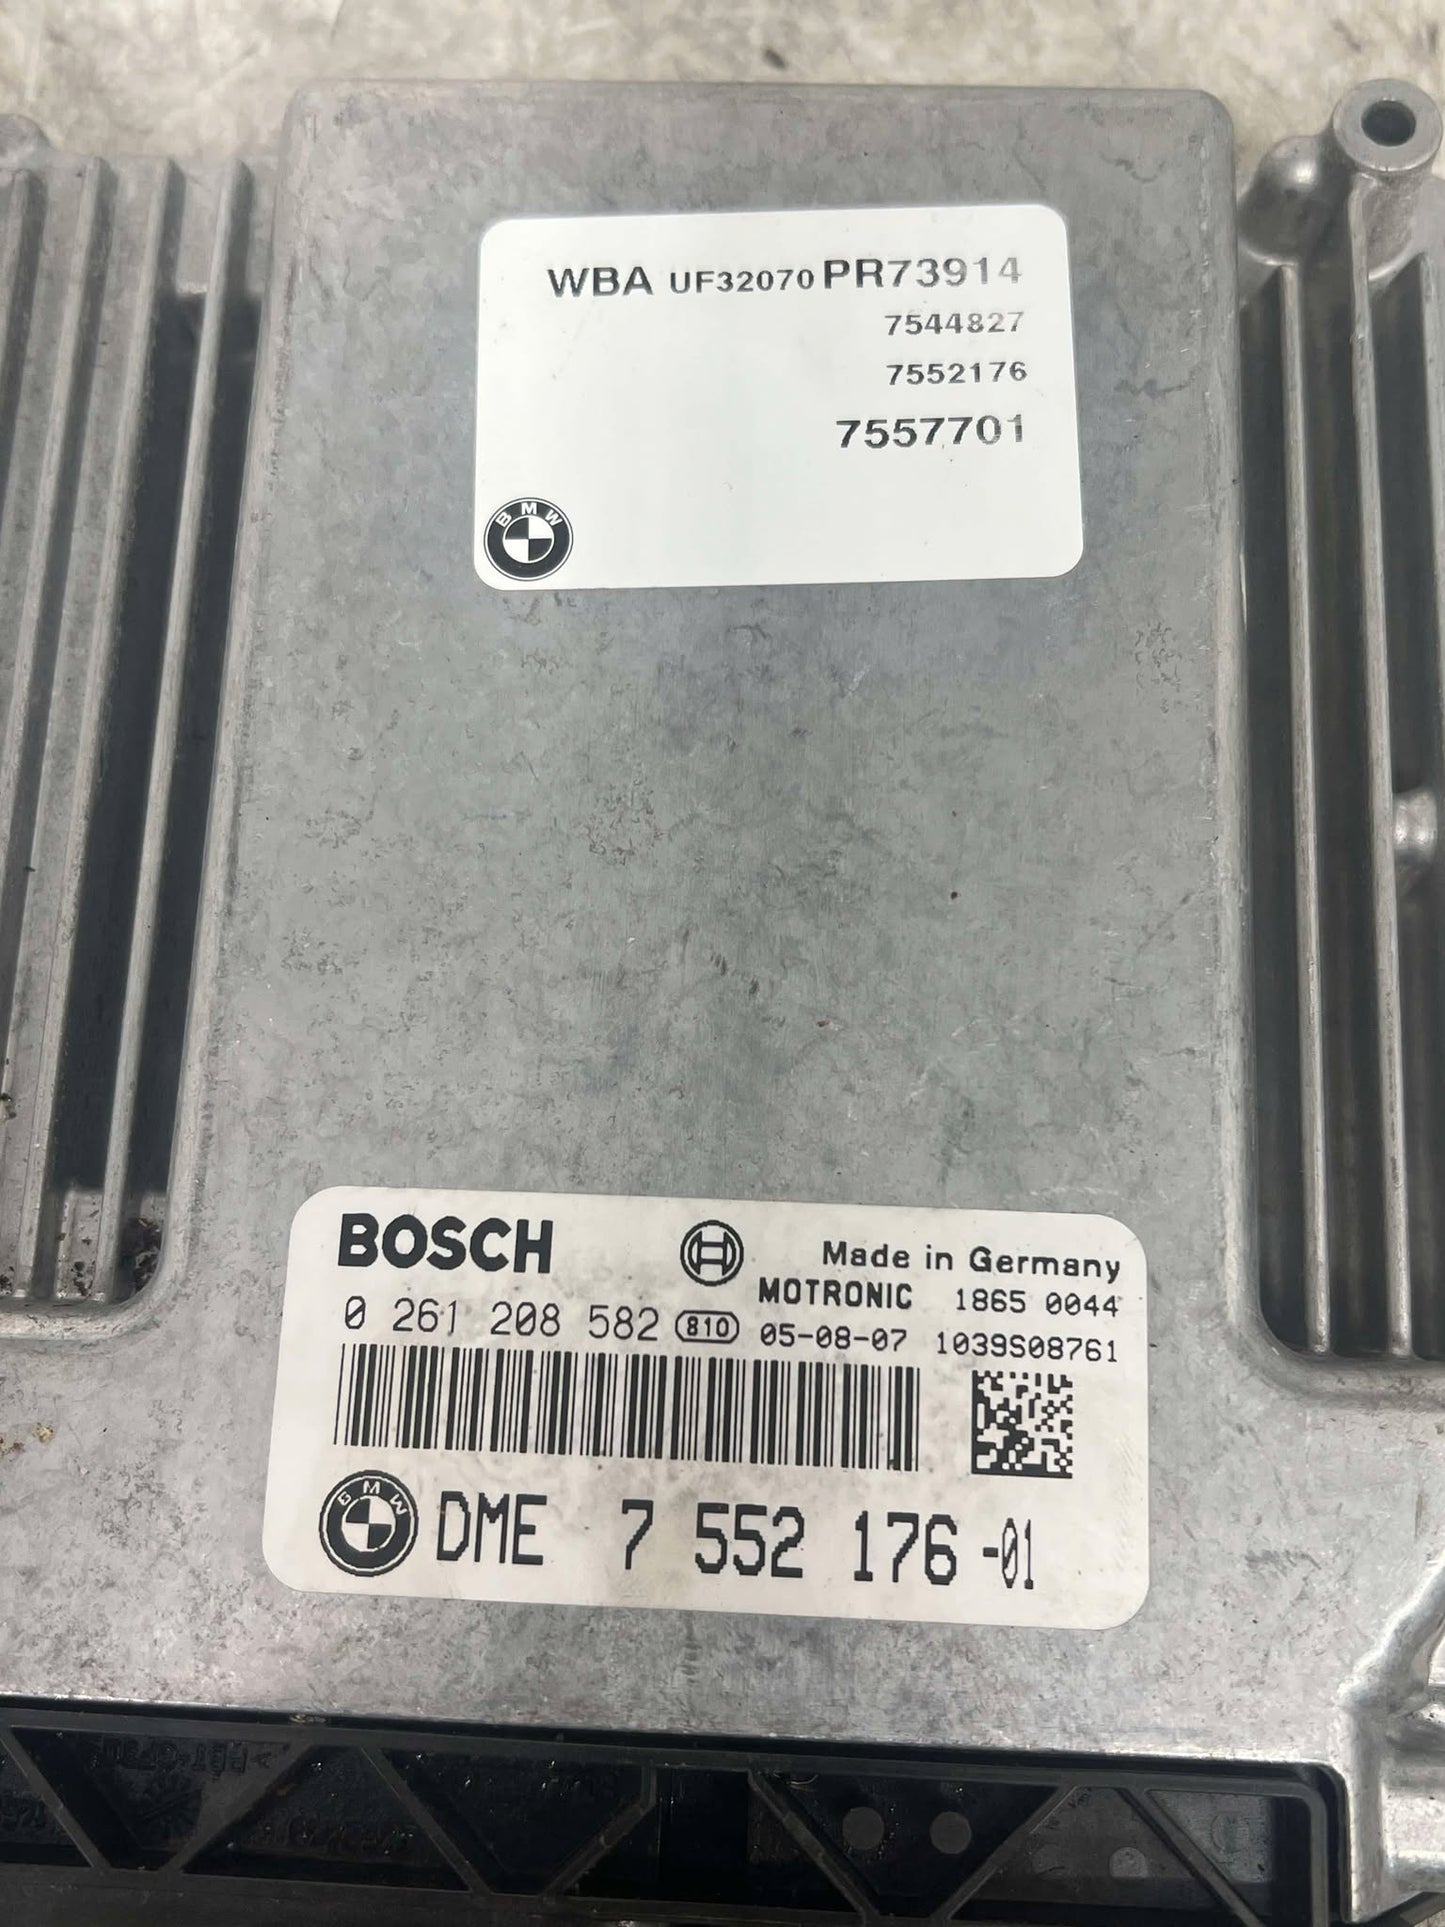 WBA UF32070 PR73914
7544827
7552176
7557701
BMW
BOSCH
Made in Germany
MOTRONIC 1865 0044
0 261 208 582 810 05-08-07 1039S08761
BMW DME 7 552 176 -01